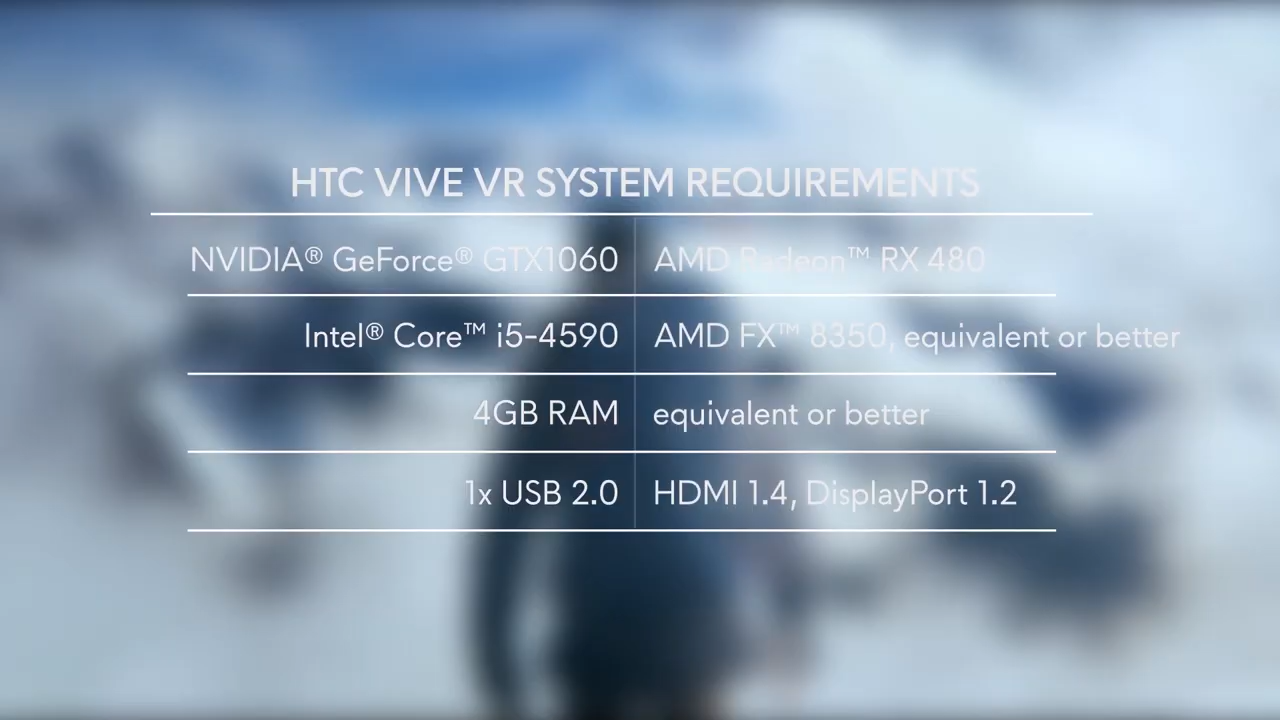 HTC VIVE VR SYSTEM REQUIREMENTS
NVIDIA® GeForce® GTX1060 AMD Radeon™ RX 480
Intel® Core™ i5-4590 AMD FX™ 8350, equivalent or better
4GB RAM equivalent or better
1x USB 2.0 HDMI 1.4, DisplayPort 1.2